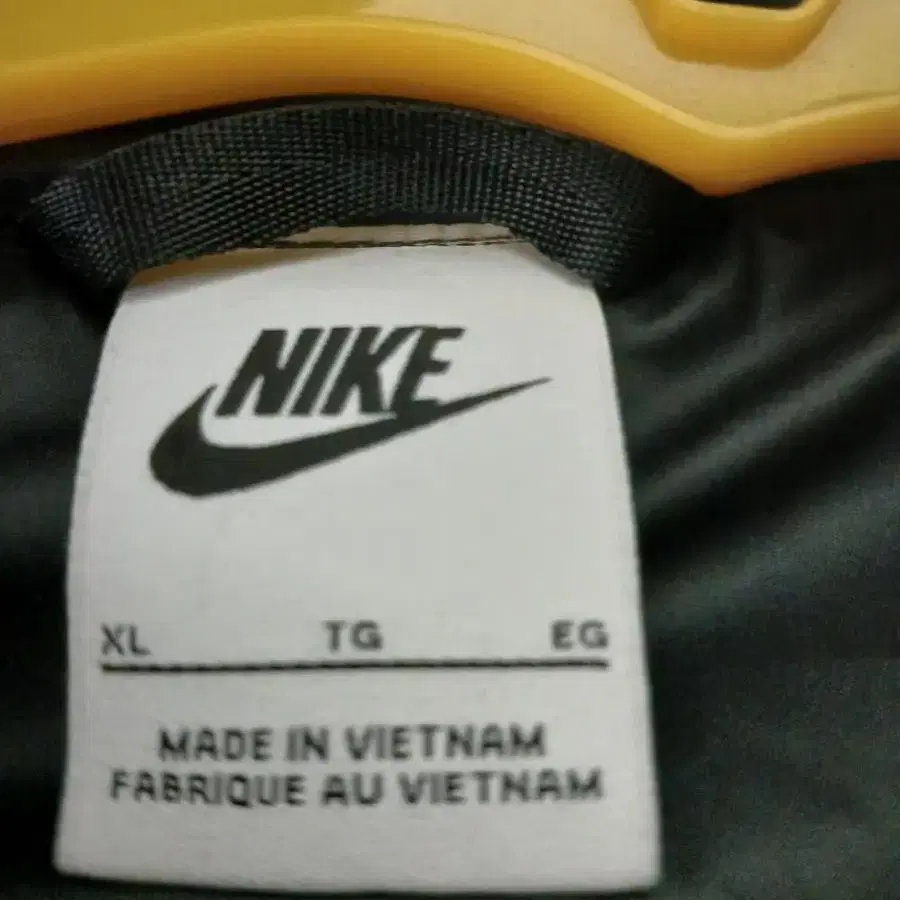 NIKE
XL TG EG
MADE IN VIETNAM
FABRIQUE AU VIETNAM